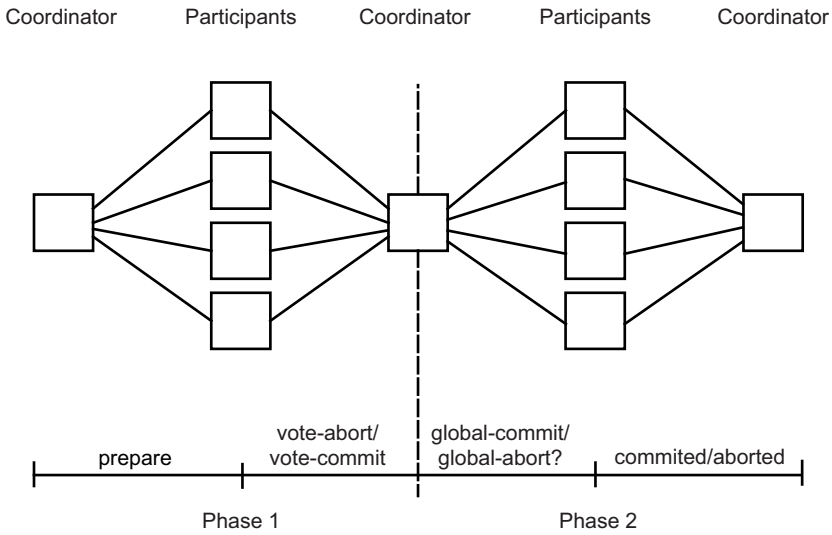 Coordinator Participants Coordinator Participants Coordinator
vote-abort/ global-commit/
prepare vote-commit global-abort? commited/aborted
Phase 1 Phase 2